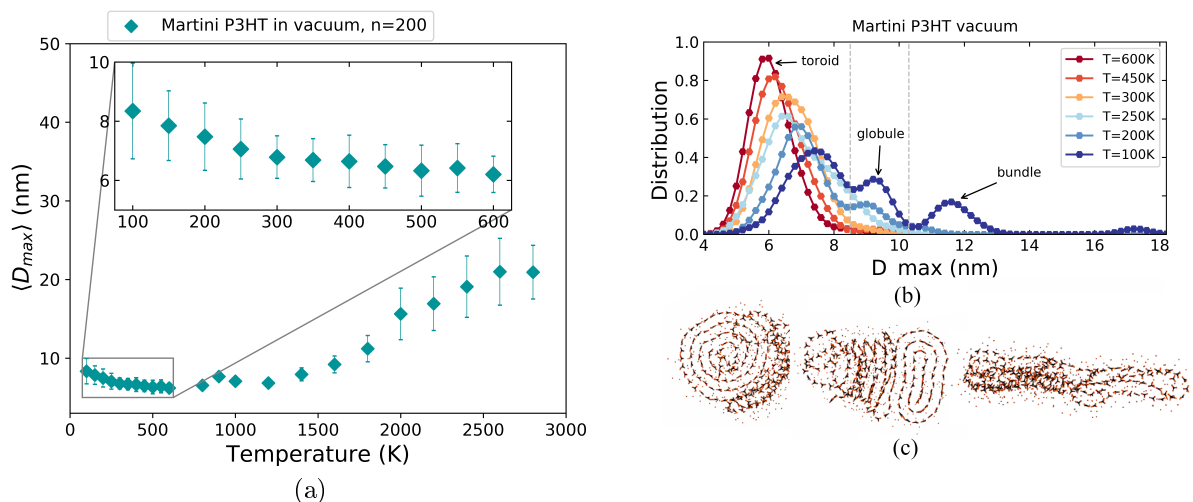 Martini P3HT in vacuum, n=200
50
40
30
20
10
⟨D_max⟩ (nm)
10
8
6
100 200 300 400 500 600
0 500 1000 1500 2000 2500 3000
Temperature (K)
(a)
Martini P3HT vacuum
1.0
0.8
0.6
0.4
0.2
0.0
Distribution
toroid
globule
bundle
T=600K
T=450K
T=300K
T=250K
T=200K
T=100K
4 6 8 10 12 14 16 18
D_max (nm)
(b)
(c)